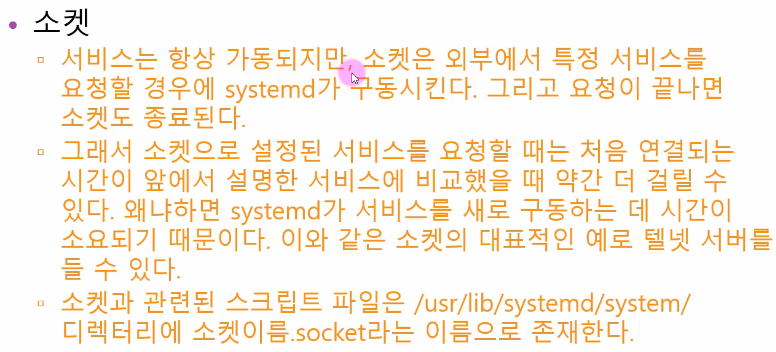 소켓
서비스는 항상 가동되지만, 소켓은 외부에서 특정 서비스를
요청할 경우에 systemd가 구동시킨다. 그리고 요청이 끝나면
소켓도 종료된다.
그래서 소켓으로 설정된 서비스를 요청할 때는 처음 연결되는
시간이 앞에서 설명한 서비스에 비교했을 때 약간 더 걸릴 수
있다. 왜냐하면 systemd가 서비스를 새로 구동하는 데 시간이
소요되기 때문이다. 이와 같은 소켓의 대표적인 예로 텔넷 서버를
들 수 있다.
소켓과 관련된 스크립트 파일은 /usr/lib/systemd/system/
디렉터리에 소켓이름.socket라는 이름으로 존재한다.